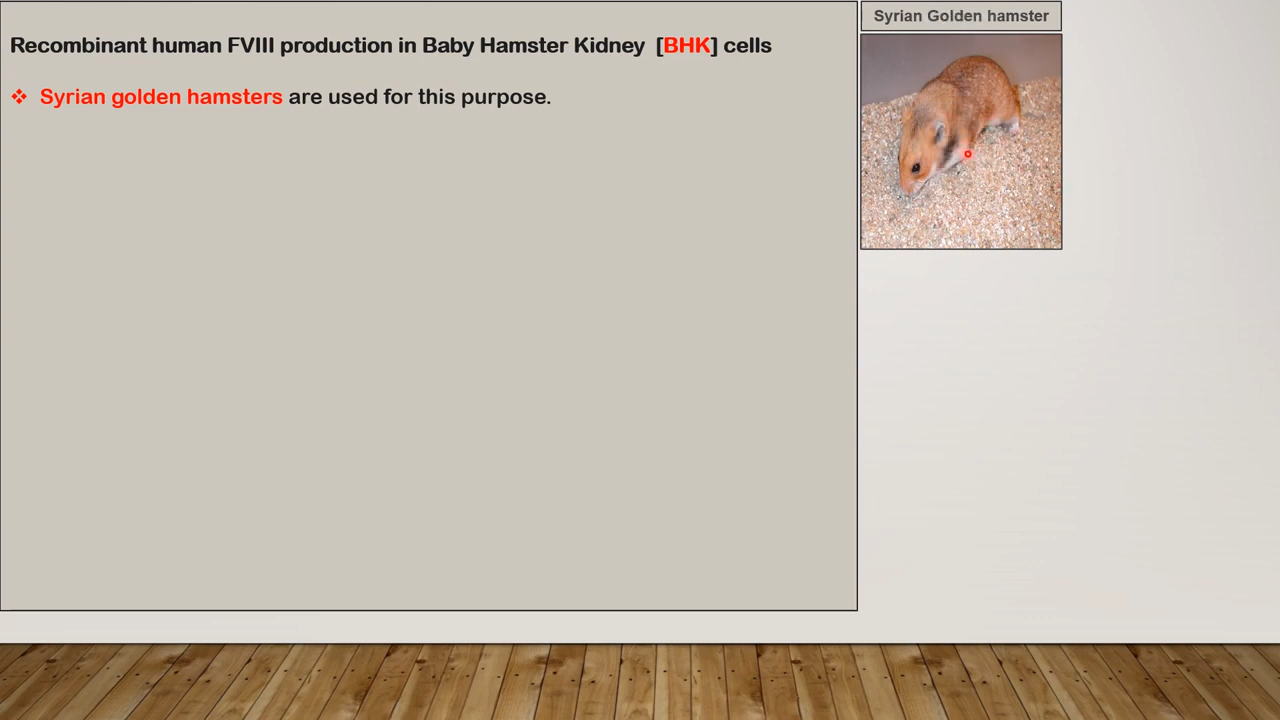 Recombinant human FVIII production in Baby Hamster Kidney [BHK] cells
❖ Syrian golden hamsters are used for this purpose.
Syrian Golden hamster